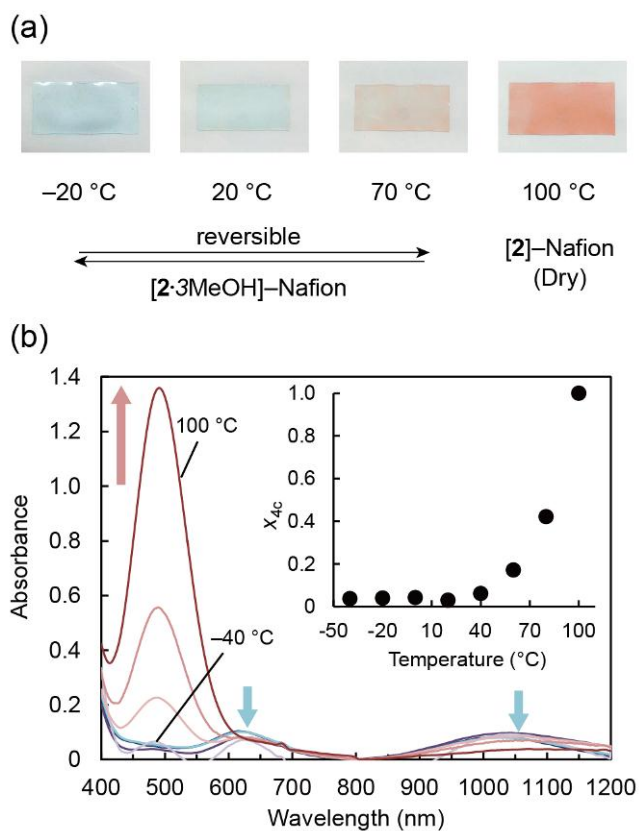 (a)
–20 °C 20 °C 70 °C 100 °C
reversible
[2·3MeOH]–Nafion
[2]–Nafion
(Dry)
(b)
1.4
1.2
1.0
0.8
0.6
0.4
0.2
0
Absorbance
400 500 600 700 800 900 1000 1100 1200
Wavelength (nm)
100 °C
–40 °C
1.0
0.8
0.6
0.4
0.2
0
x4c
-50 -20 10 40 70 100
Temperature (°C)